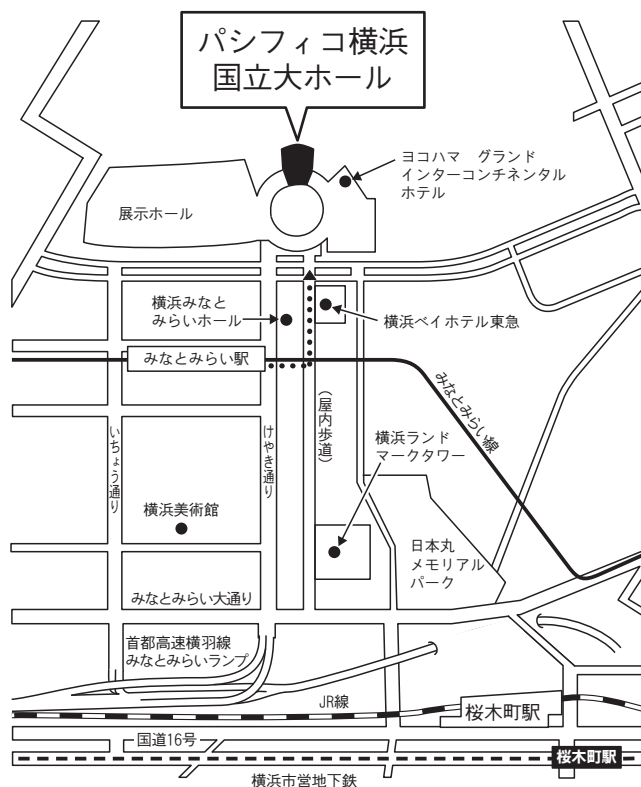 パシフィコ横浜
国立大ホール
ヨコハマ　グランド
インターコンチネンタル
ホテル
展示ホール
横浜みなと
みらいホール
横浜ベイホテル東急
みなとみらい駅
みなとみらい線
(屋内歩道)
いちょう通り
けやき通り
横浜ランド
マークタワー
横浜美術館
日本丸
メモリアル
パーク
みなとみらい大通り
首都高速横羽線
みなとみらいランプ
JR線
桜木町駅
国道16号
桜木町駅
横浜市営地下鉄